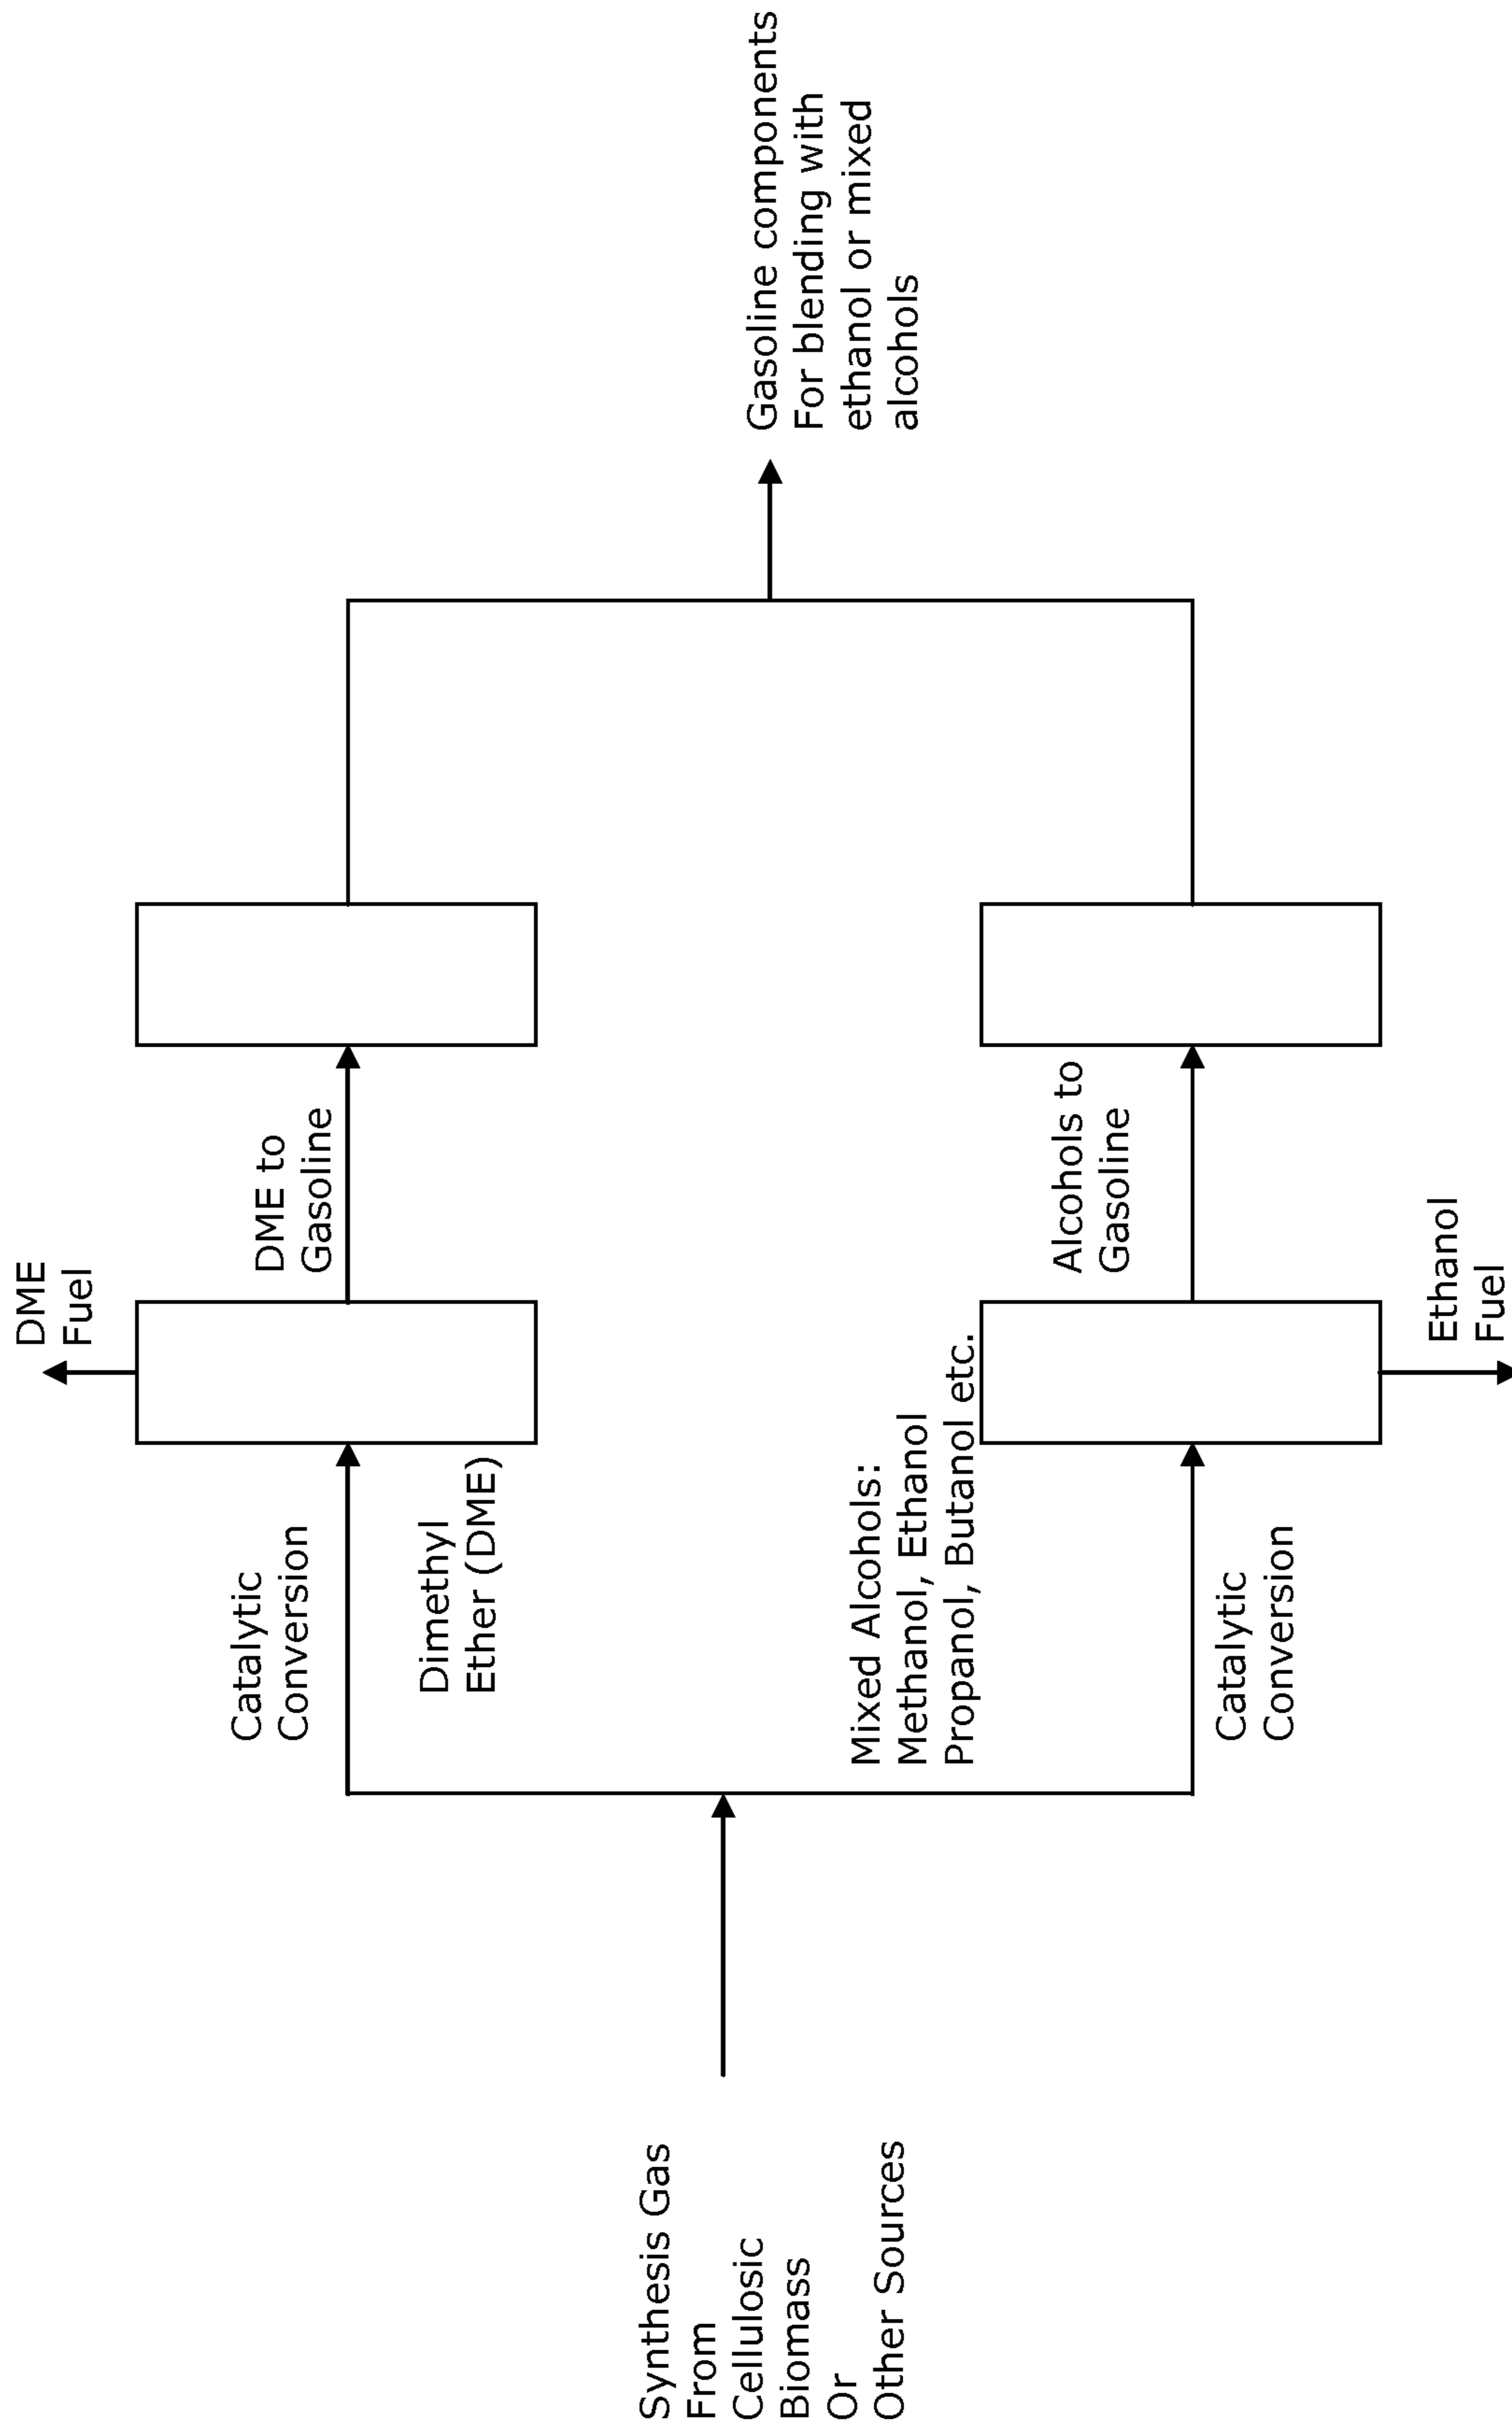 Synthesis Gas
From
Cellulosic
Biomass
Or
Other Sources
Catalytic
Conversion
Dimethyl
Ether (DME)
DME
Fuel
DME to
Gasoline
Mixed Alcohols:
Methanol, Ethanol
Propanol, Butanol etc.
Catalytic
Conversion
Alcohols to
Gasoline
Ethanol
Fuel
Gasoline components
For blending with
ethanol or mixed
alcohols